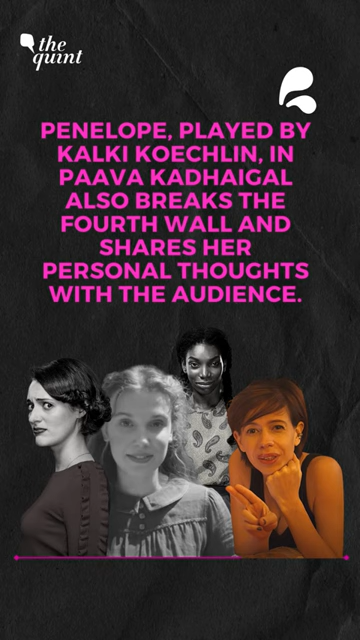 the
quint
PENELOPE, PLAYED BY
KALKI KOECHLIN, IN
PAAVA KADHAIGAL
ALSO BREAKS THE
FOURTH WALL AND
SHARES HER
PERSONAL THOUGHTS
WITH THE AUDIENCE.